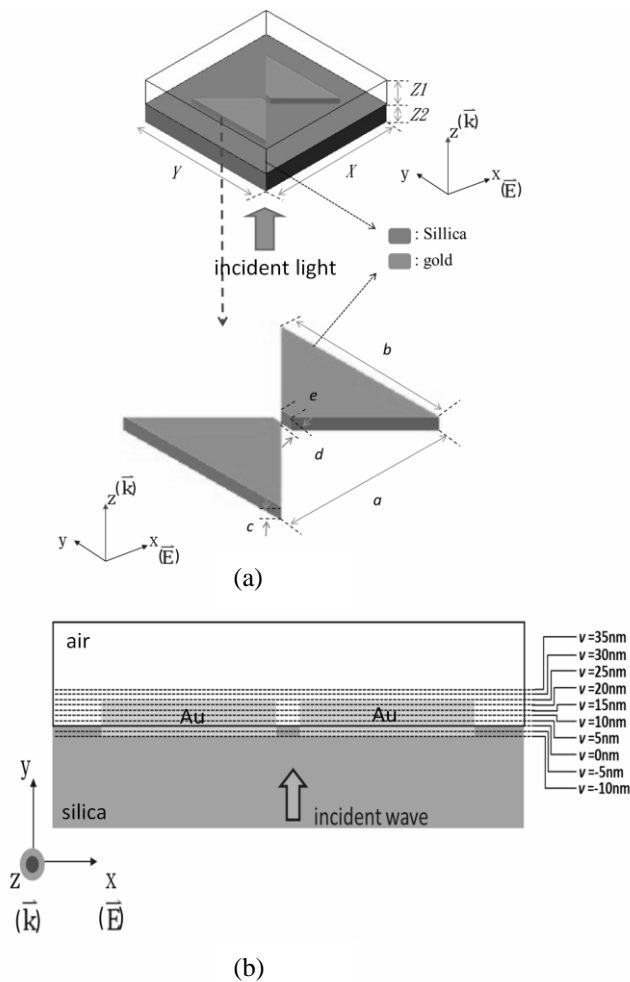 Z1
Z2
Y
X
z(k⃗)
y
x
(E⃗)
incident light
: Sillica
: gold
b
e
d
a
c
z(k⃗)
y
x
(E⃗)
(a)
air
Au
Au
silica
incident wave
v=35nm
v=30nm
v=25nm
v=20nm
v=15nm
v=10nm
v=5nm
v=0nm
v=-5nm
v=-10nm
y
z
x
(k⃗)
(E⃗)
(b)